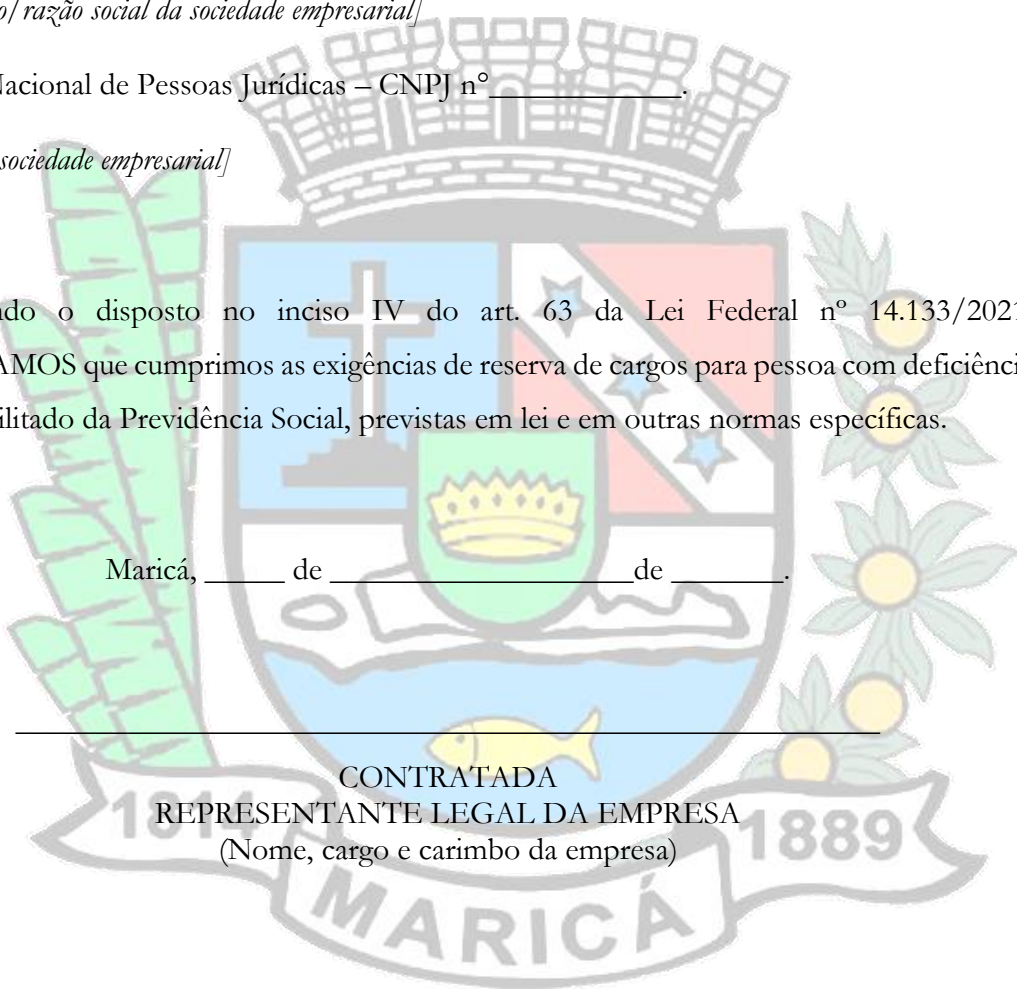 o/razão social da sociedade empresarial]
Nacional de Pessoas Jurídicas – CNPJ n°____________.
sociedade empresarial]
ndo o disposto no inciso IV do art. 63 da Lei Federal nº 14.133/2021
AMOS que cumprimos as exigências de reserva de cargos para pessoa com deficiênci
ilitado da Previdência Social, previstas em lei e em outras normas específicas.
Maricá, _____ de ___________________de _______.
CONTRATADA
REPRESENTANTE LEGAL DA EMPRESA
(Nome, cargo e carimbo da empresa)
1814
1889
MARICÁ